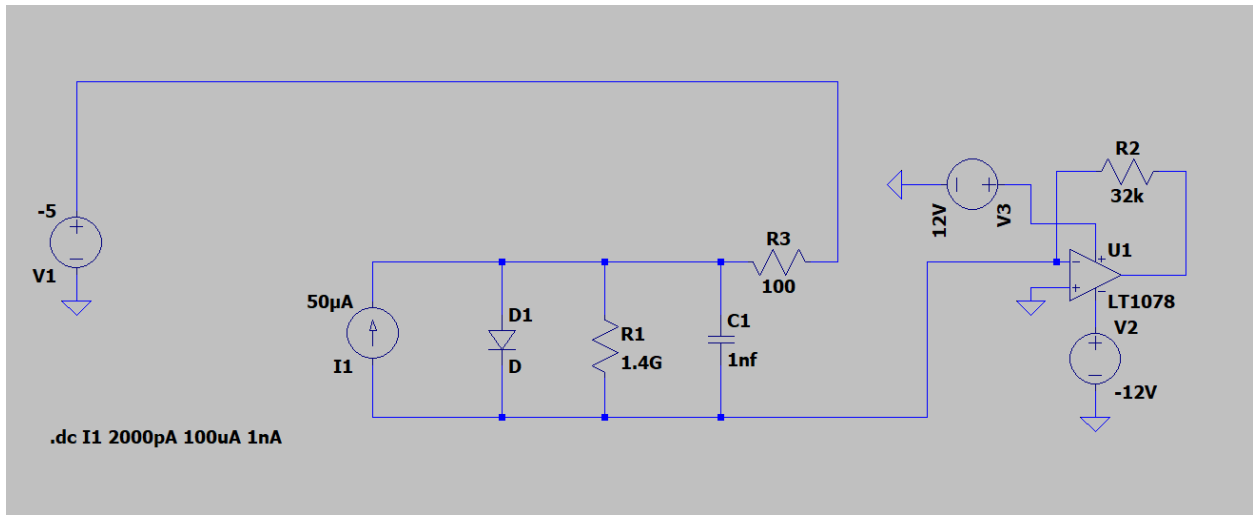 R2
32k
12V
V3
U1
LT1078
V2
-12V
-5
V1
R3
100
50µA
I1
D1
D
R1
1.4G
C1
1nf
.dc I1 2000pA 100uA 1nA